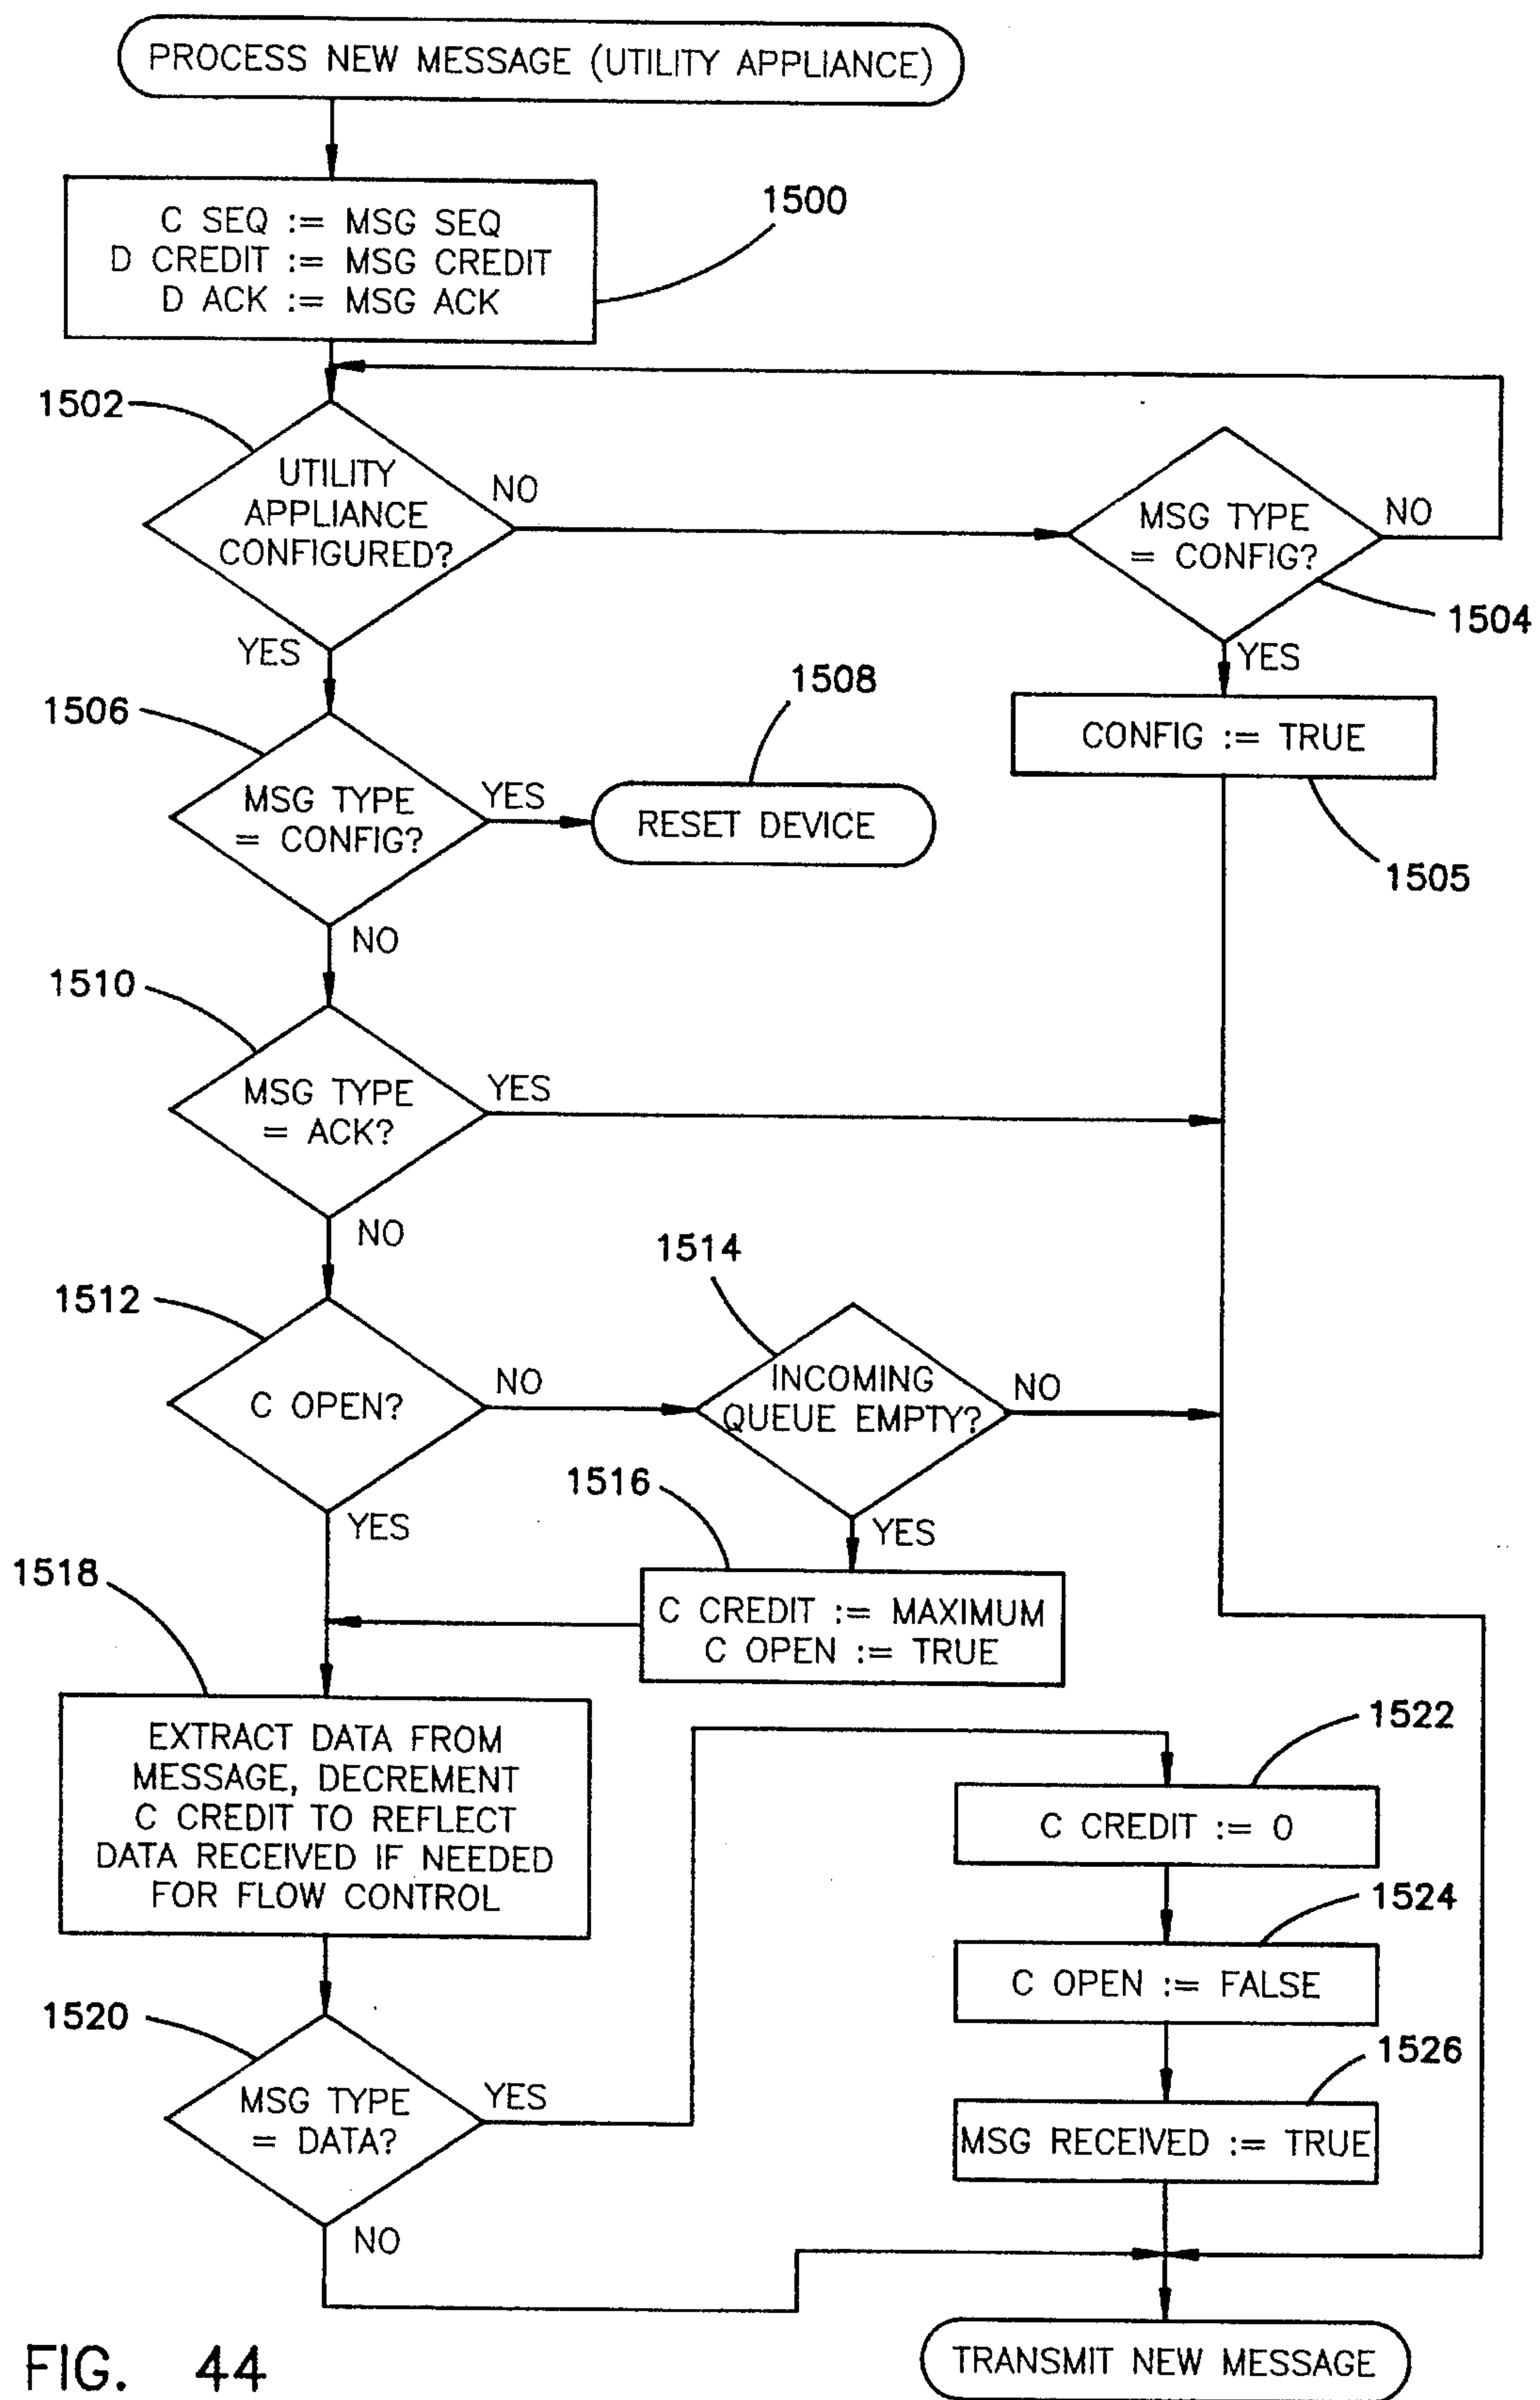 PROCESS NEW MESSAGE (UTILITY APPLIANCE)
C SEQ := MSG SEQ
D CREDIT := MSG CREDIT
D ACK := MSG ACK
1500
1502
UTILITY
APPLIANCE
CONFIGURED?
NO
YES
MSG TYPE
= CONFIG?
NO
1504
YES
CONFIG := TRUE
1505
1506
MSG TYPE
= CONFIG?
YES
NO
1508
RESET DEVICE
1510
MSG TYPE
= ACK?
YES
NO
1512
C OPEN?
NO
YES
1514
INCOMING
QUEUE EMPTY?
NO
YES
1516
C CREDIT := MAXIMUM
C OPEN := TRUE
1518
EXTRACT DATA FROM
MESSAGE, DECREMENT
C CREDIT TO REFLECT
DATA RECEIVED IF NEEDED
FOR FLOW CONTROL
1520
MSG TYPE
= DATA?
YES
NO
1522
C CREDIT := 0
1524
C OPEN := FALSE
1526
MSG RECEIVED := TRUE
TRANSMIT NEW MESSAGE
FIG. 44